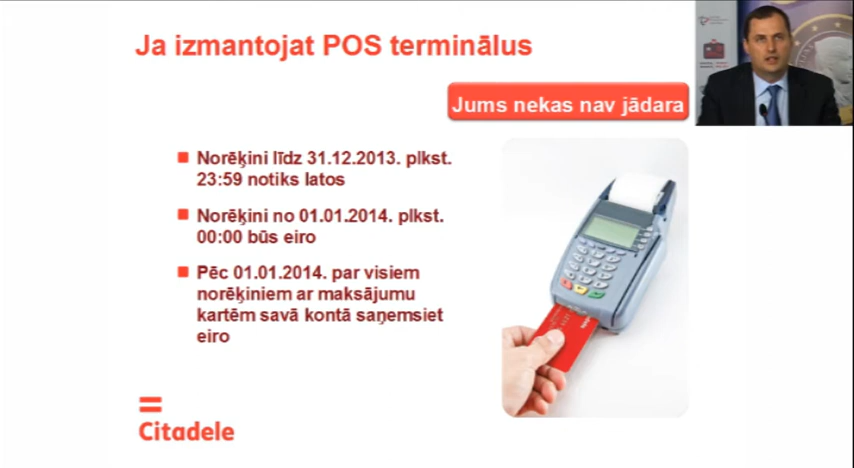 Ja izmantojat POS terminālus
Jums nekas nav jādara
Norēķini līdz 31.12.2013. plkst.
23:59 notiks latos
Norēķini no 01.01.2014. plkst.
00:00 būs eiro
Pēc 01.01.2014. par visiem
norēķiniem ar maksājumu
kartēm savā kontā saņemsiet
eiro
Citadele